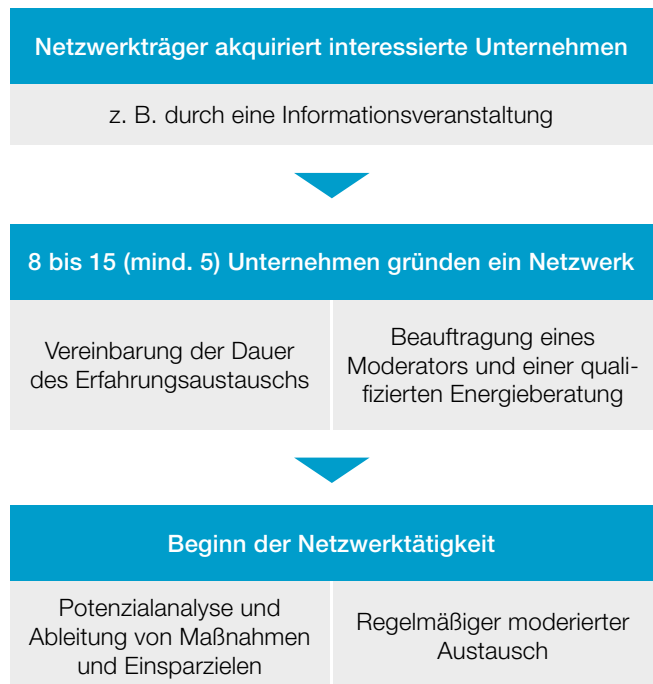 Netzwerkträger akquiriert interessierte Unternehmen
z. B. durch eine Informationsveranstaltung
8 bis 15 (mind. 5) Unternehmen gründen ein Netzwerk
Vereinbarung der Dauer
des Erfahrungsaustauschs
Beauftragung eines
Moderators und einer quali-
fizierten Energieberatung
Beginn der Netzwerktätigkeit
Potenzialanalyse und
Ableitung von Maßnahmen
und Einsparzielen
Regelmäßiger moderierter
Austausch